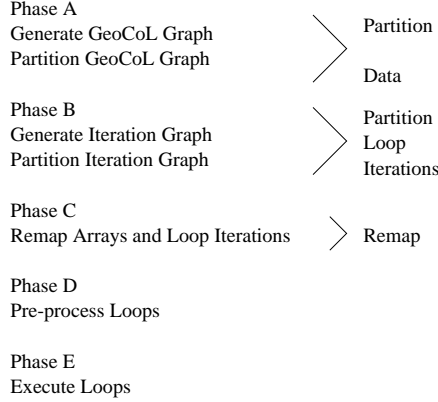 Phase A
Generate GeoCoL Graph
Partition GeoCoL Graph
Partition
Data
Phase B
Generate Iteration Graph
Partition Iteration Graph
Partition
Loop
Iterations
Phase C
Remap Arrays and Loop Iterations
Remap
Phase D
Pre-process Loops
Phase E
Execute Loops